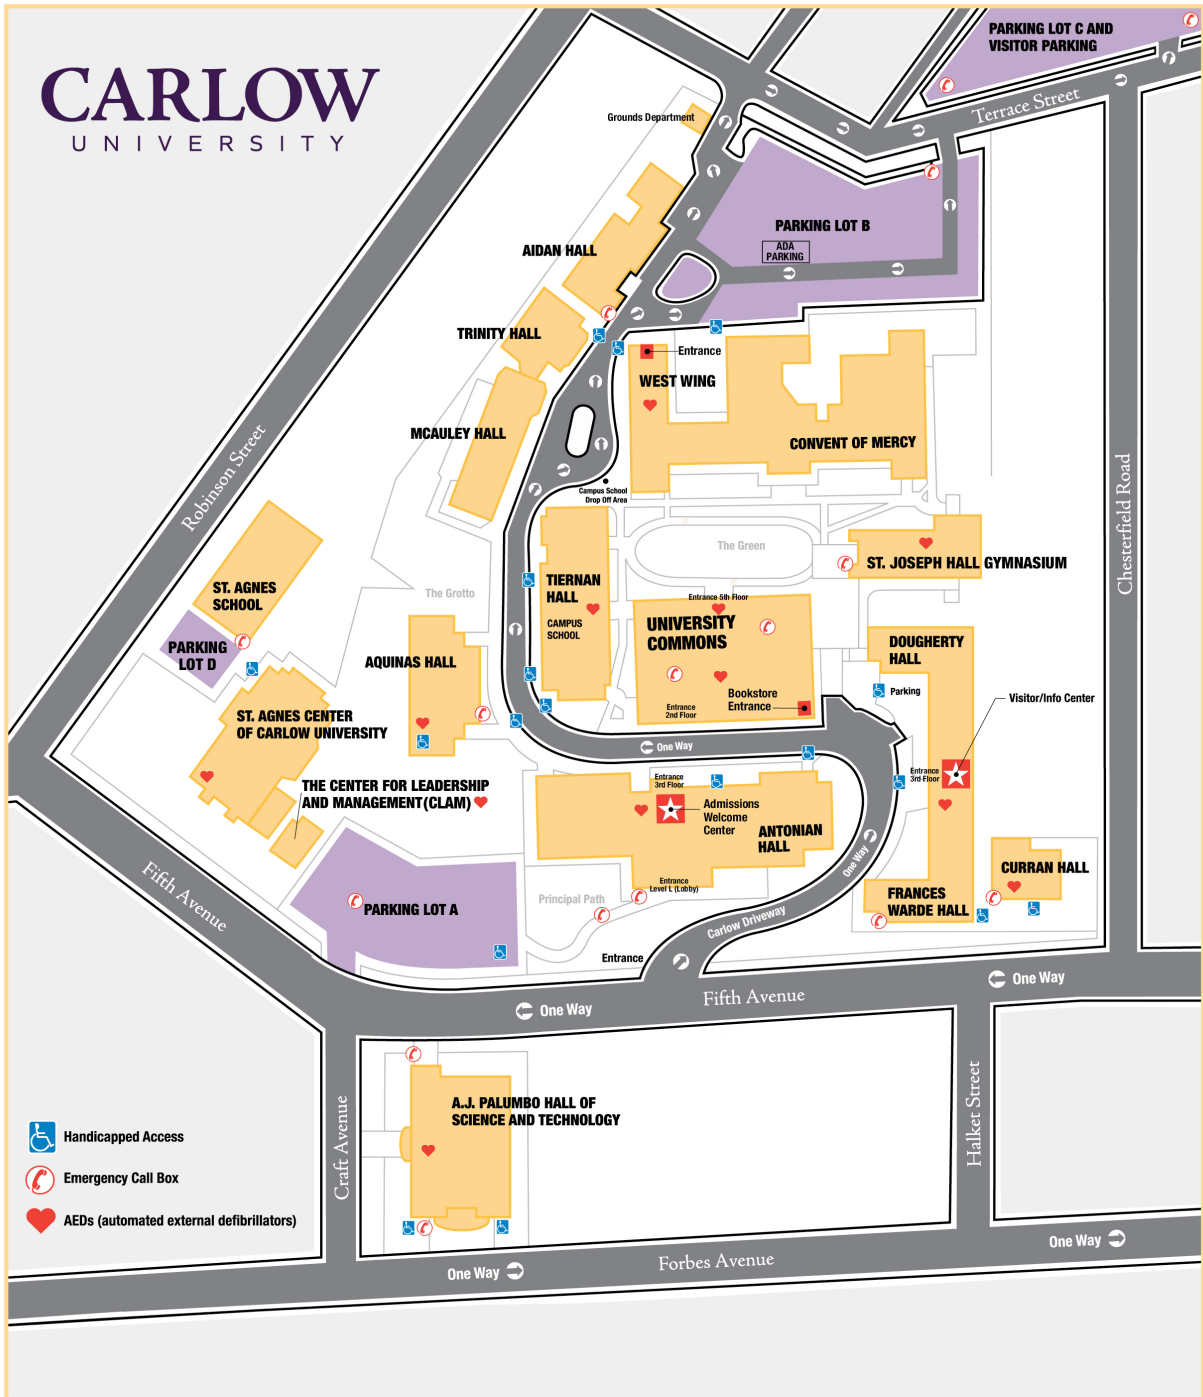 PARKING LOT C AND
VISITOR PARKING
CARLOW
UNIVERSITY
Terrace Street
Grounds Department
PARKING LOT B
ADA
PARKING
AIDAN HALL
TRINITY HALL
Entrance
WEST WING
MCAULEY HALL
CONVENT OF MERCY
Robinson Street
Chesterfield Road
Campus School
Drop Off Area
The Green
ST. JOSEPH HALL GYMNASIUM
TIERNAN
HALL
CAMPUS
SCHOOL
ST. AGNES
SCHOOL
The Grotto
Entrance 5th Floor
UNIVERSITY
COMMONS
DOUGHERTY
HALL
PARKING
LOT D
AQUINAS HALL
Parking
Visitor/Info Center
Bookstore
Entrance
Entrance
2nd Floor
ST. AGNES CENTER
OF CARLOW UNIVERSITY
One Way
Entrance
3rd Floor
THE CENTER FOR LEADERSHIP
AND MANAGEMENT (CLAM)
Entrance
3rd Floor
Admissions
Welcome
Center
ANTONIAN
HALL
One Way
CURRAN HALL
Fifth Avenue
Entrance
Level L (Lobby)
FRANCES
WARDE HALL
Principal Path
PARKING LOT A
Carlow Driveway
Entrance
One Way
Fifth Avenue
One Way
A.J. PALUMBO HALL OF
SCIENCE AND TECHNOLOGY
Craft Avenue
Halket Street
Handicapped Access
Emergency Call Box
AEDs (automated external defibrillators)
One Way
Forbes Avenue
One Way